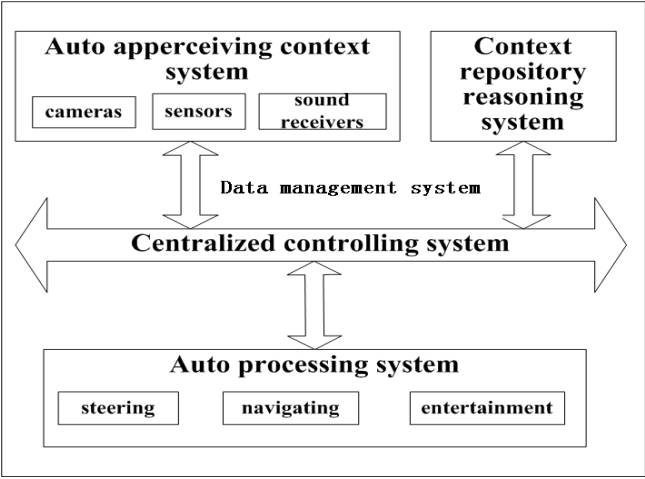 Auto apperceiving context
system
cameras
sensors
sound
receivers
Context
repository
reasoning
system
Data management system
Centralized controlling system
Auto processing system
steering
navigating
entertainment